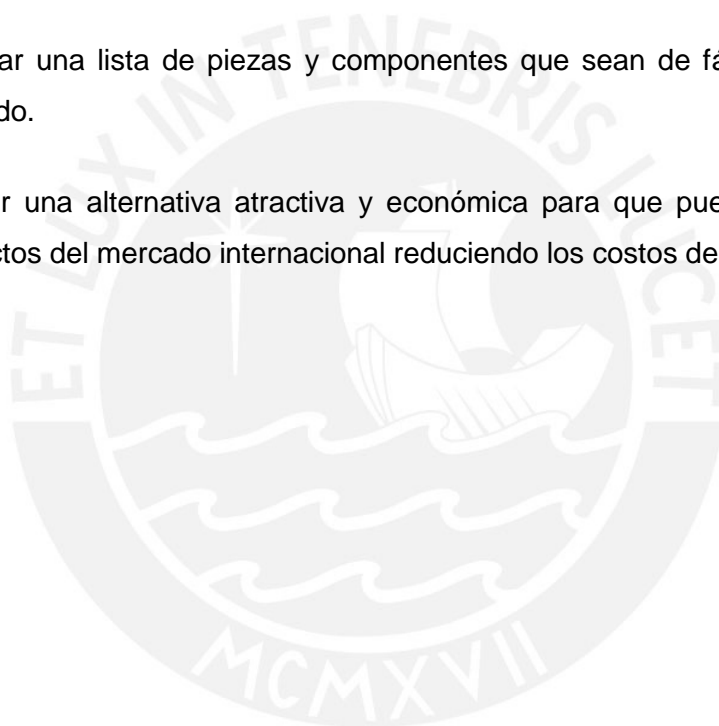 ar una lista de piezas y componentes que sean de fá
do.
r una alternativa atractiva y económica para que pue
ctos del mercado internacional reduciendo los costos de
ET LUX IN TENEBRIS LUCET
MCMXVII